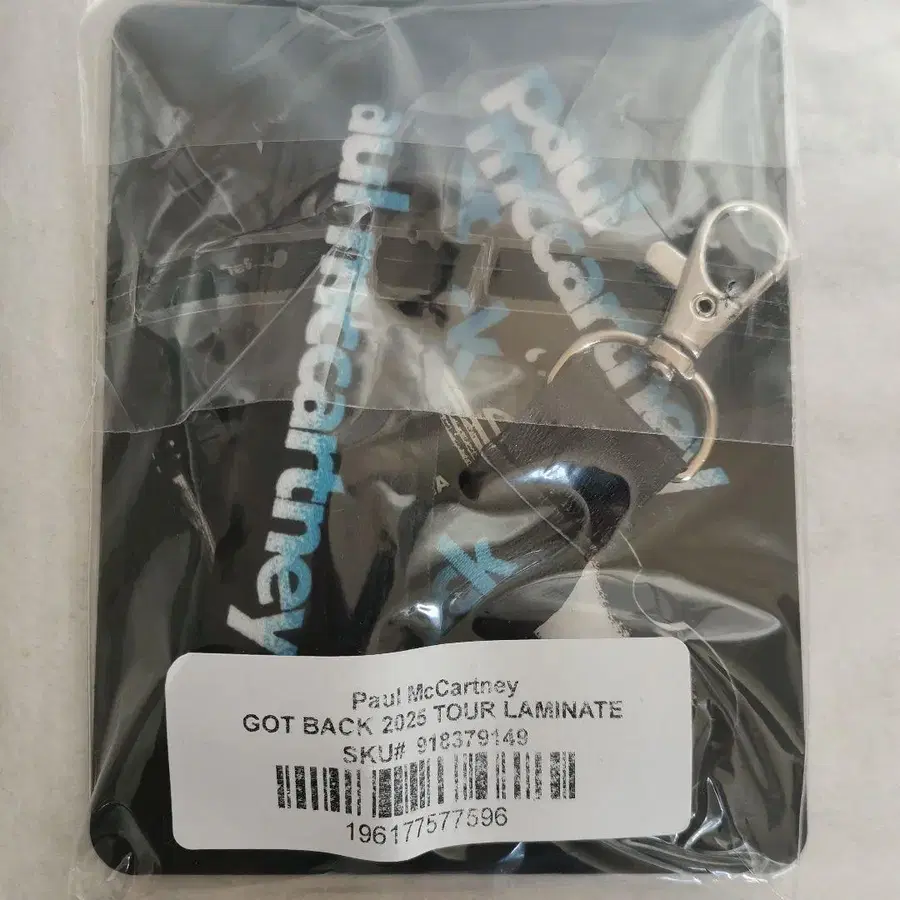 paul mccartney
paul mccartney
Paul McCartney
GOT BACK 2025 TOUR LAMINATE
SKU# 918379149
196177577596